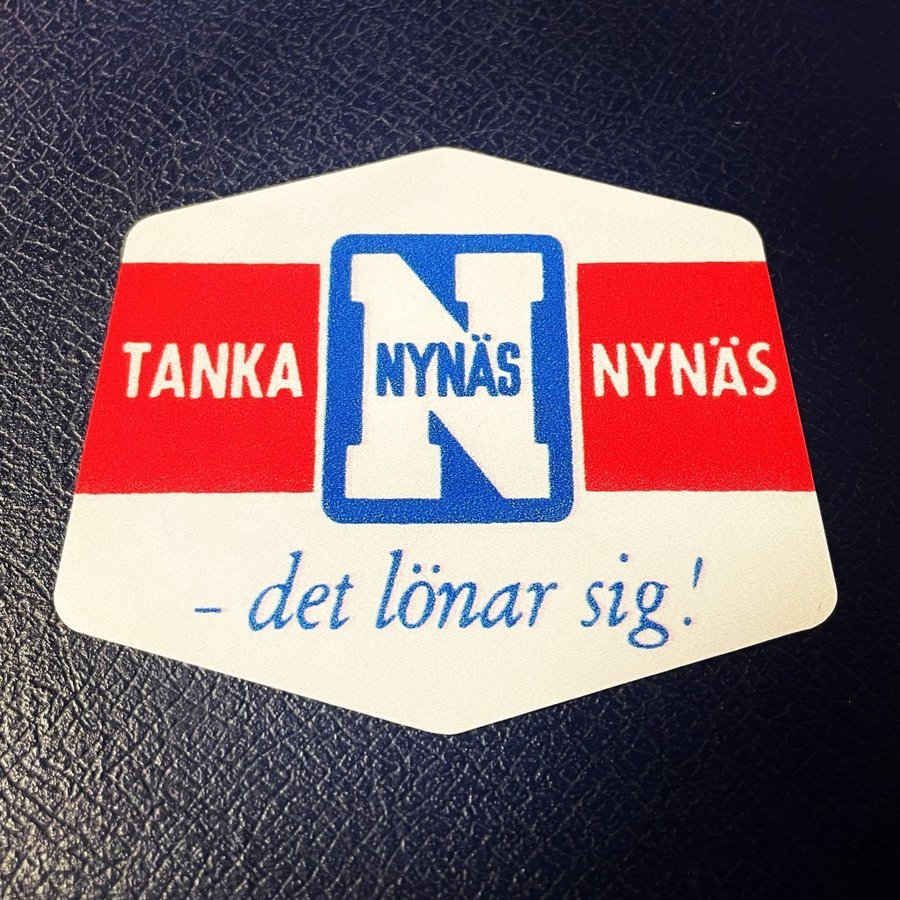 TANKA NYNÄS NYNÄS
N
– det lönar sig!